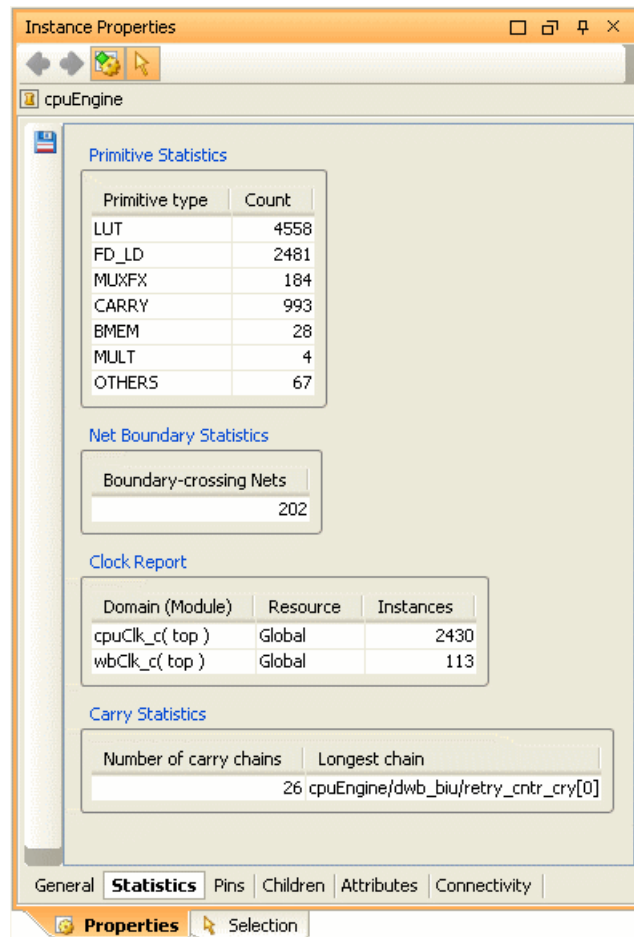 Instance Properties
cpuEngine
Primitive Statistics
Primitive type Count
LUT 4558
FD_LD 2481
MUXFX 184
CARRY 993
BMEM 28
MULT 4
OTHERS 67
Net Boundary Statistics
Boundary-crossing Nets
202
Clock Report
Domain (Module) Resource Instances
cpuClk_c( top ) Global 2430
wbClk_c( top ) Global 113
Carry Statistics
Number of carry chains Longest chain
26 cpuEngine/dwb_biu/retry_cntr_cry[0]
General Statistics Pins Children Attributes Connectivity
Properties Selection